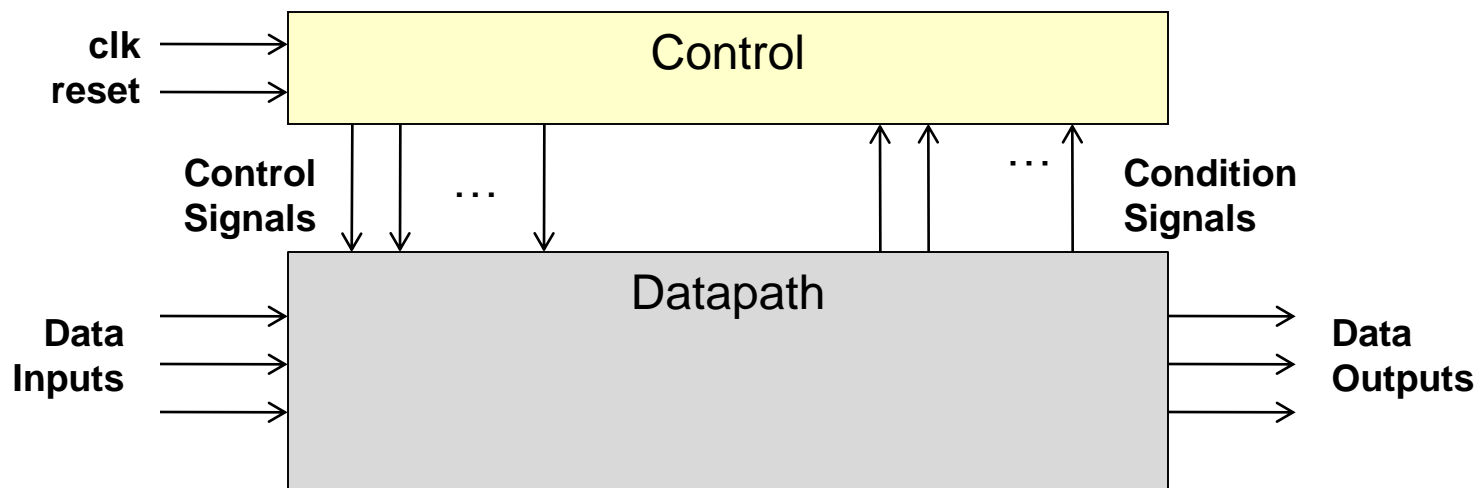 clk
reset
Control
Control
Signals
...
...
Condition
Signals
Datapath
Data
Inputs
Data
Outputs